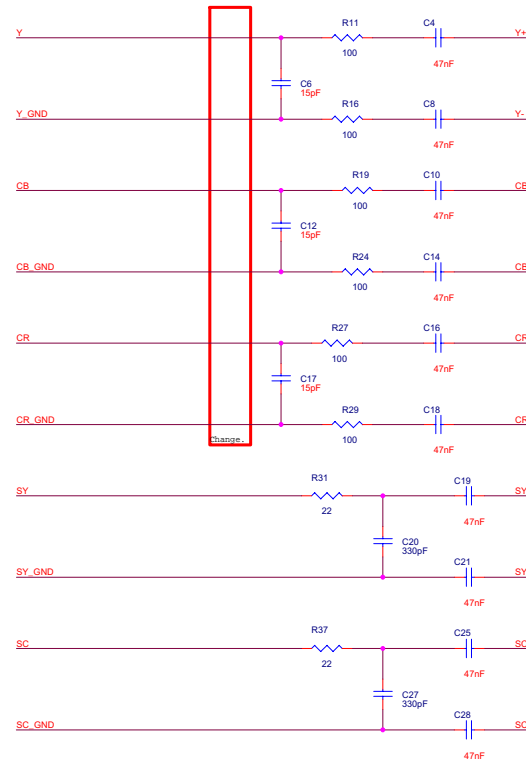 R11
C4
Y
Y+
100
47nF
C6
15pF
R16
C8
Y_GND
Y-
100
47nF
R19
C10
CB
CB
100
47nF
C12
15pF
R24
C14
CB_GND
CB
100
47nF
R27
C16
CR
CR
100
47nF
C17
15pF
R29
C18
CR_GND
CR
Change.
100
47nF
R31
C19
SY
SY
22
47nF
C20
330pF
C21
SY_GND
SY
47nF
R37
C25
SC
SC
22
47nF
C27
330pF
C28
SC_GND
SC
47nF